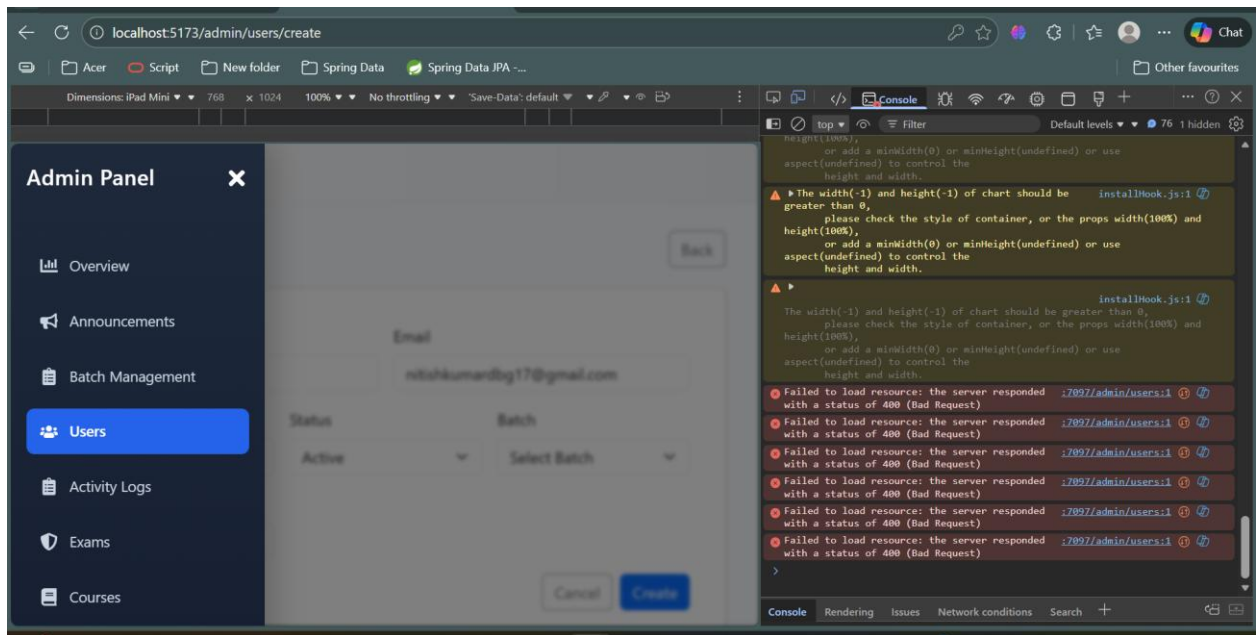 localhost:5173/admin/users/create
Chat
Acer Script New folder Spring Data Spring Data JPA -... Other favourites
Dimensions: iPad Mini 768 x 1024 100% No throttling 'Save-Data': default
Console
top Filter Default levels 76 1 hidden
Admin Panel
Overview
Announcements
Batch Management
Users
Activity Logs
Exams
Courses
Back
Email
nitishkumardbg17@gmail.com
Status Batch
Active Select Batch
Cancel Create
height(100%),
or add a minWidth(0) or minHeight(undefined) or use
aspect(undefined) to control the
height and width.
The width(-1) and height(-1) of chart should be installHook.js:1
greater than 0,
please check the style of container, or the props width(100%) and
height(100%),
or add a minWidth(0) or minHeight(undefined) or use
aspect(undefined) to control the
height and width.
installHook.js:1
The width(-1) and height(-1) of chart should be greater than 0,
please check the style of container, or the props width(100%) and
height(100%),
or add a minWidth(0) or minHeight(undefined) or use
aspect(undefined) to control the
height and width.
Failed to load resource: the server responded :7097/admin/users:1
with a status of 400 (Bad Request)
Failed to load resource: the server responded :7097/admin/users:1
with a status of 400 (Bad Request)
Failed to load resource: the server responded :7097/admin/users:1
with a status of 400 (Bad Request)
Failed to load resource: the server responded :7097/admin/users:1
with a status of 400 (Bad Request)
Failed to load resource: the server responded :7097/admin/users:1
with a status of 400 (Bad Request)
Failed to load resource: the server responded :7097/admin/users:1
with a status of 400 (Bad Request)
Console Rendering Issues Network conditions Search